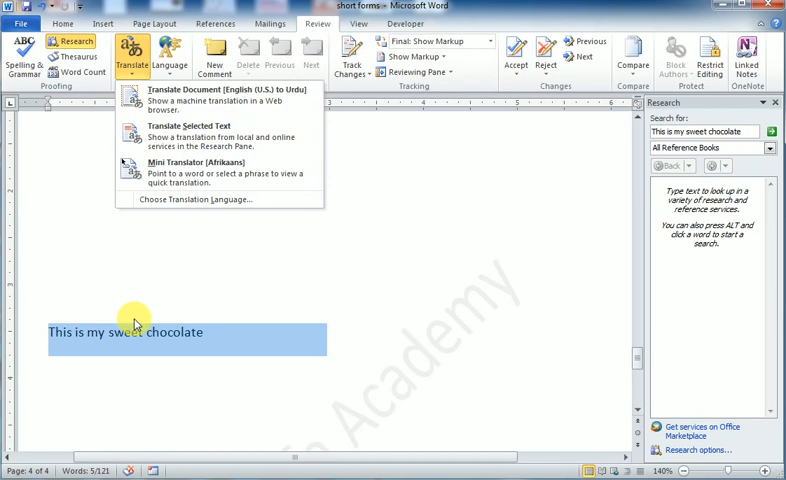 short forms - Microsoft Word
File Home Insert Page Layout References Mailings Review View Developer
ABC Spelling & Grammar
Research
Thesaurus
Word Count
Proofing
Translate
Language
New Comment
Delete
Previous
Next
Track Changes
Final: Show Markup
Show Markup
Reviewing Pane
Tracking
Accept
Reject
Previous
Next
Changes
Compare
Compare
Block Authors
Restrict Editing
Protect
Linked Notes
OneNote
Translate Document [English (U.S.) to Urdu]
Show a machine translation in a Web
browser.
Translate Selected Text
Show a translation from local and online
services in the Research Pane.
Mini Translator [Afrikaans]
Point to a word or select a phrase to view a
quick translation.
Choose Translation Language...
This is my sweet chocolate
Academy
Research
Search for:
This is my sweet chocolate
All Reference Books
Back
Type text to look up in a
variety of research and
reference services.
You can also press ALT and
click a word to start a
search.
Get services on Office
Marketplace
Research options...
Page: 4 of 4 Words: 5/121 140%